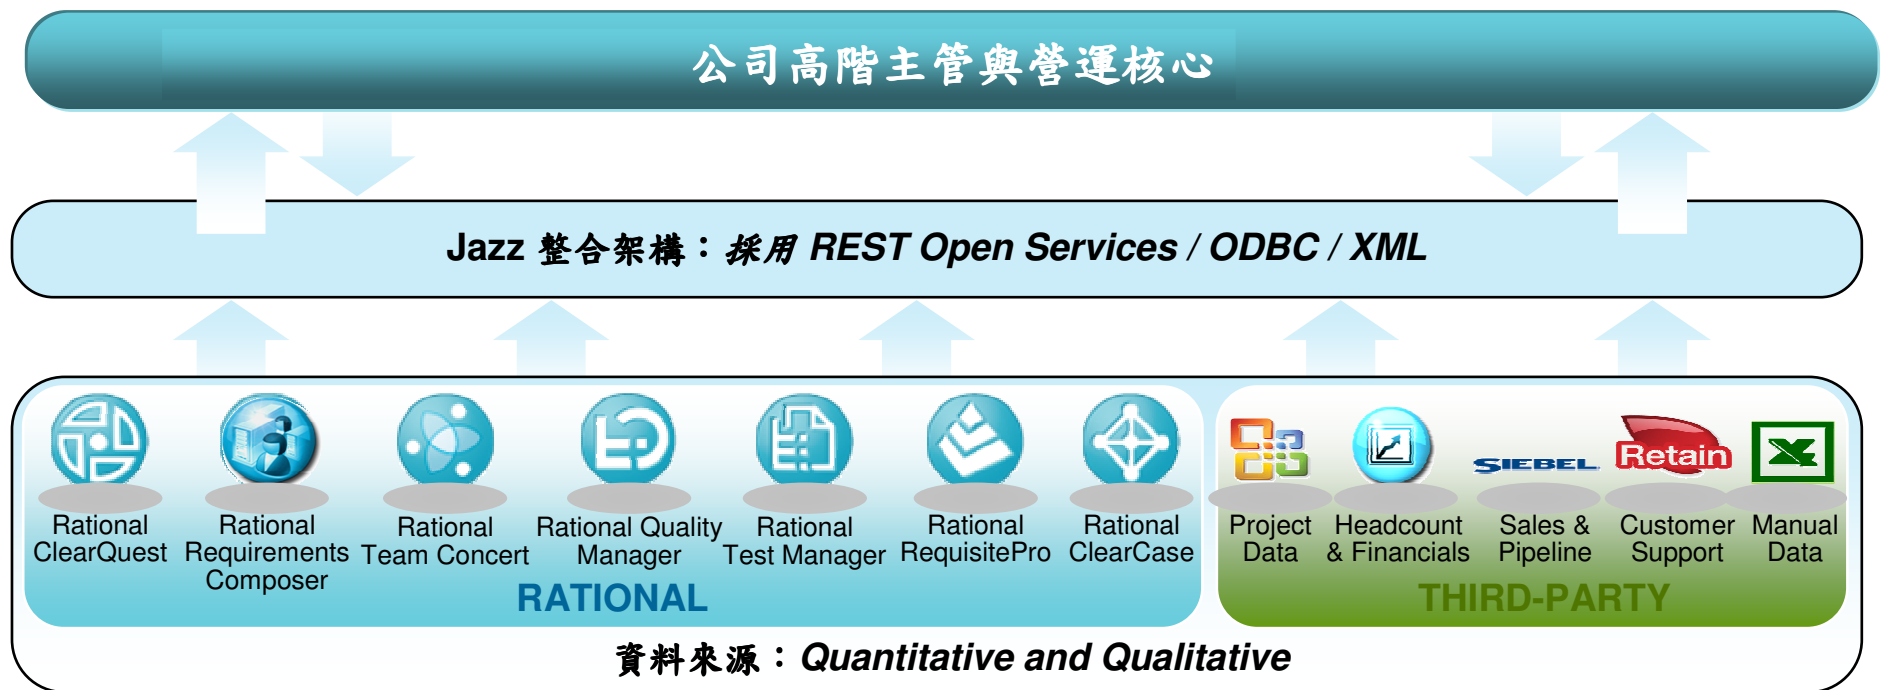 公司高階主管與營運核心
Jazz 整合架構：採用 REST Open Services / ODBC / XML
SIEBEL
Retain
Rational
ClearQuest
Rational
Requirements
Composer
Rational
Team Concert
Rational Quality
Manager
Rational
Test Manager
Rational
RequisitePro
Rational
ClearCase
Project
Data
Headcount
& Financials
Sales &
Pipeline
Customer
Support
Manual
Data
RATIONAL
THIRD-PARTY
資料來源：Quantitative and Qualitative